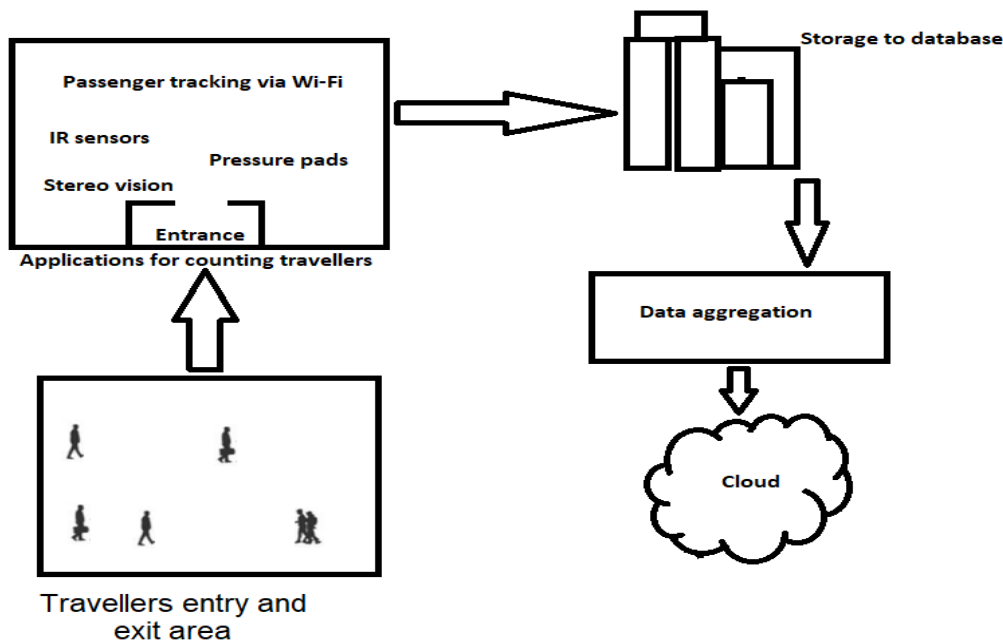 Passenger tracking via Wi-Fi
IR sensors
Pressure pads
Stereo vision
Entrance
Applications for counting travellers
Storage to database
Data aggregation
Cloud
Travellers entry and
exit area